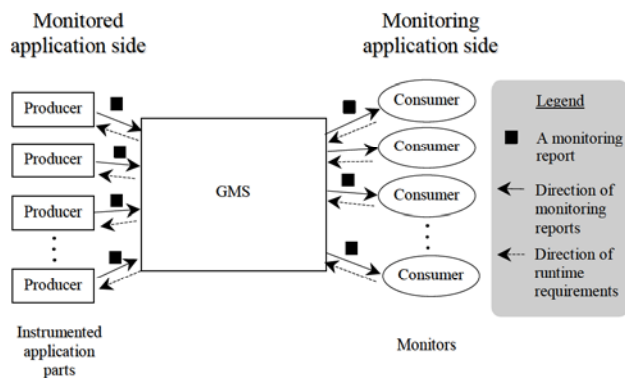 Monitored
application side
Monitoring
application side
Producer
Producer
Producer
Producer
GMS
Consumer
Consumer
Consumer
Consumer
Instrumented
application
parts
Monitors
Legend
A monitoring
report
Direction of
monitoring
reports
Direction of
runtime
requirements